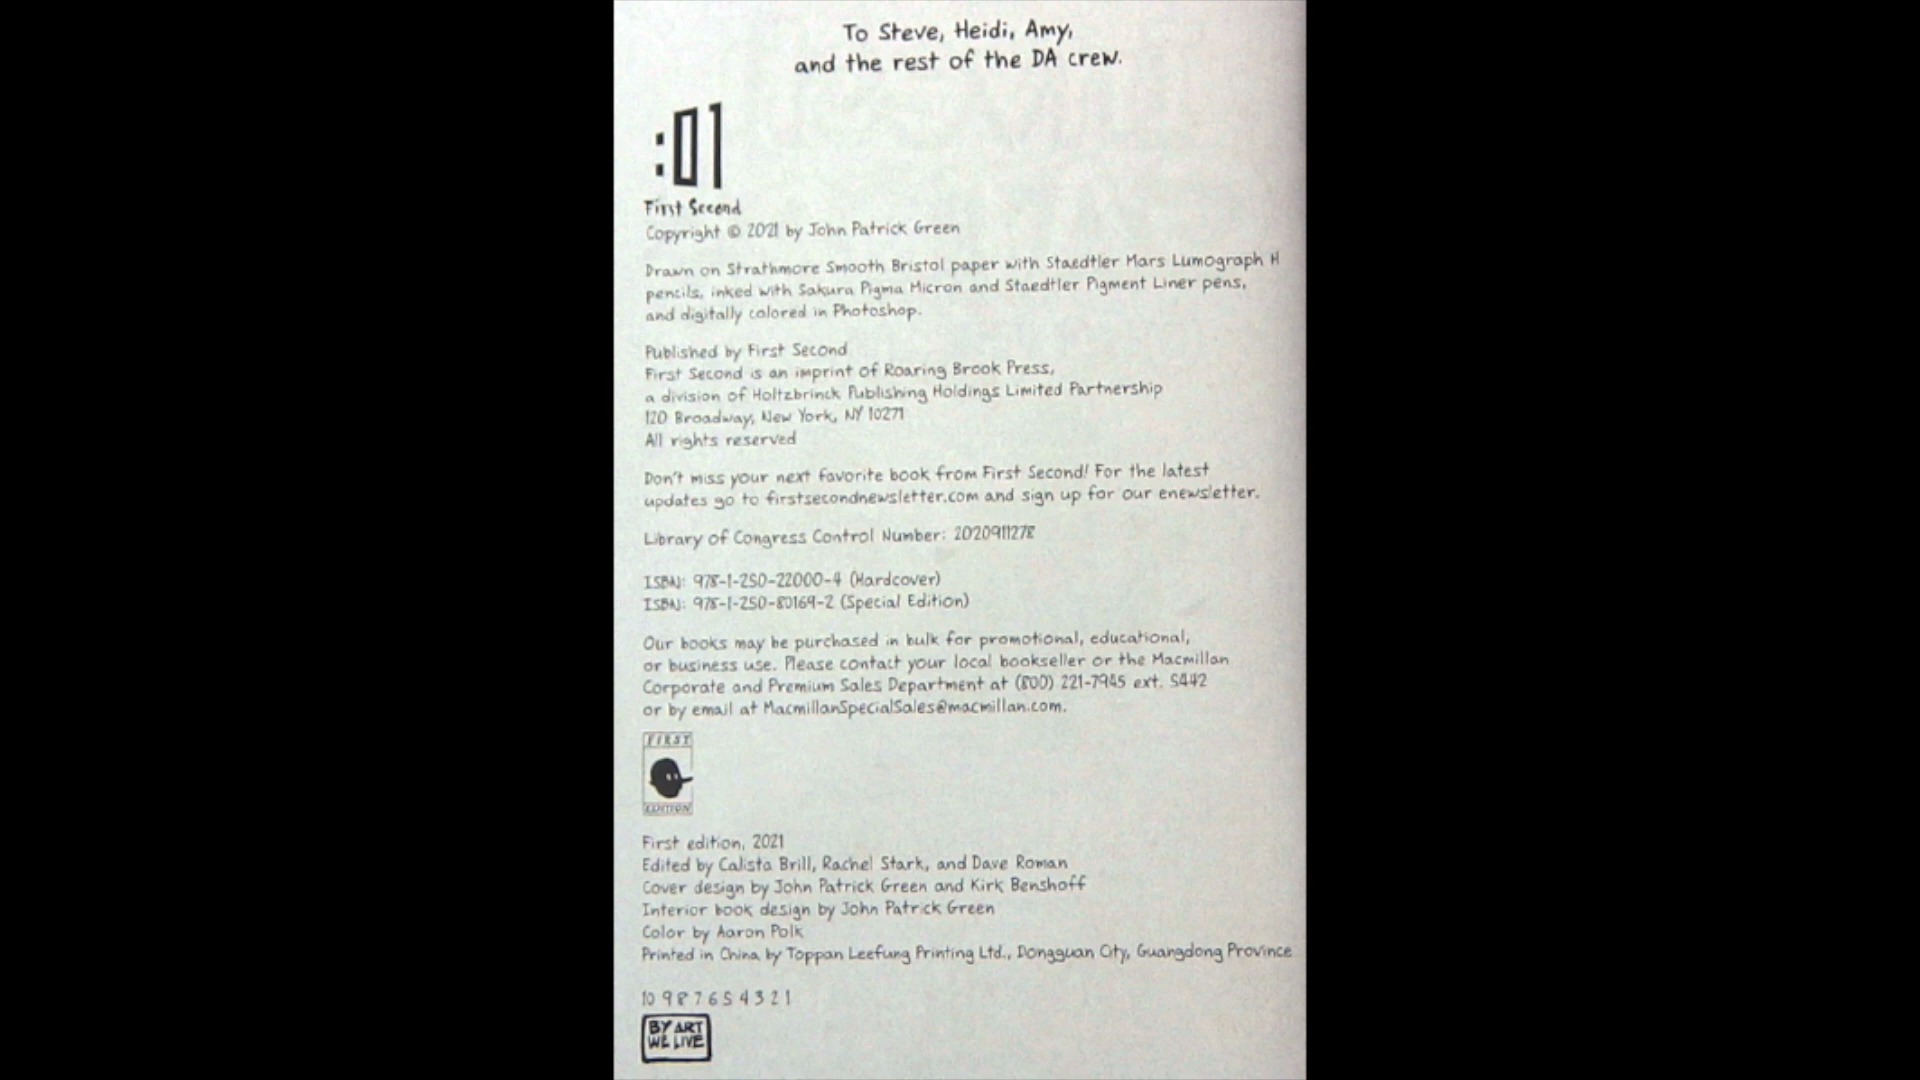 To Steve, Heidi, Amy,
and the rest of the DA crew.
:01
First Second
Copyright © 2021 by John Patrick Green
Drawn on Strathmore Smooth Bristol paper with Staedtler Mars Lumograph H
pencils, inked with Sakura Pigma Micron and Staedtler Pigment Liner pens,
and digitally colored in Photoshop.
Published by First Second
First Second is an imprint of Roaring Brook Press,
a division of Holtzbrinck Publishing Holdings Limited Partnership
120 Broadway, New York, NY 10271
All rights reserved
Don't miss your next favorite book from First Second! For the latest
updates go to firstsecondnewsletter.com and sign up for our enewsletter.
Library of Congress Control Number: 2020911278
ISBN: 978-1-250-22000-4 (Hardcover)
ISBN: 978-1-250-80169-2 (Special Edition)
Our books may be purchased in bulk for promotional, educational,
or business use. Please contact your local bookseller or the Macmillan
Corporate and Premium Sales Department at (800) 221-7945 ext. 5442
or by email at MacmillanSpecialSales@macmillan.com.
FIRST
EDITION
First edition, 2021
Edited by Calista Brill, Rachel Stark, and Dave Roman
Cover design by John Patrick Green and Kirk Benshoff
Interior book design by John Patrick Green
Color by Aaron Polk
Printed in China by Toppan Leefung Printing Ltd., Dongguan City, Guangdong Province
10 9 8 7 6 5 4 3 2 1
BY ART
WE LIVE